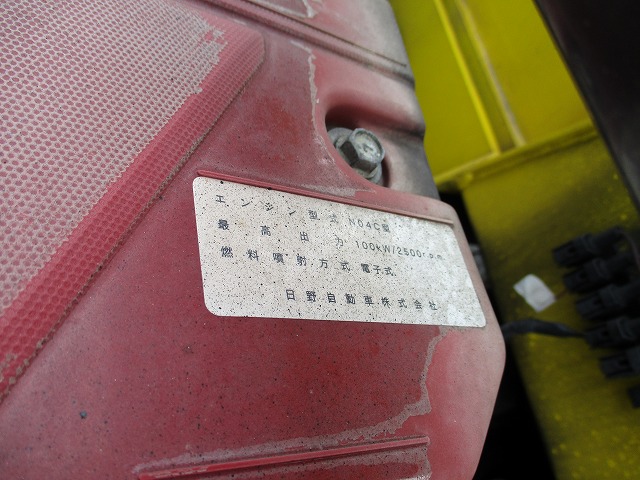 エンジン型式 N04C型
最高出力 100kW/2500rpm
燃料噴射方式 電子式
日野自動車株式会社